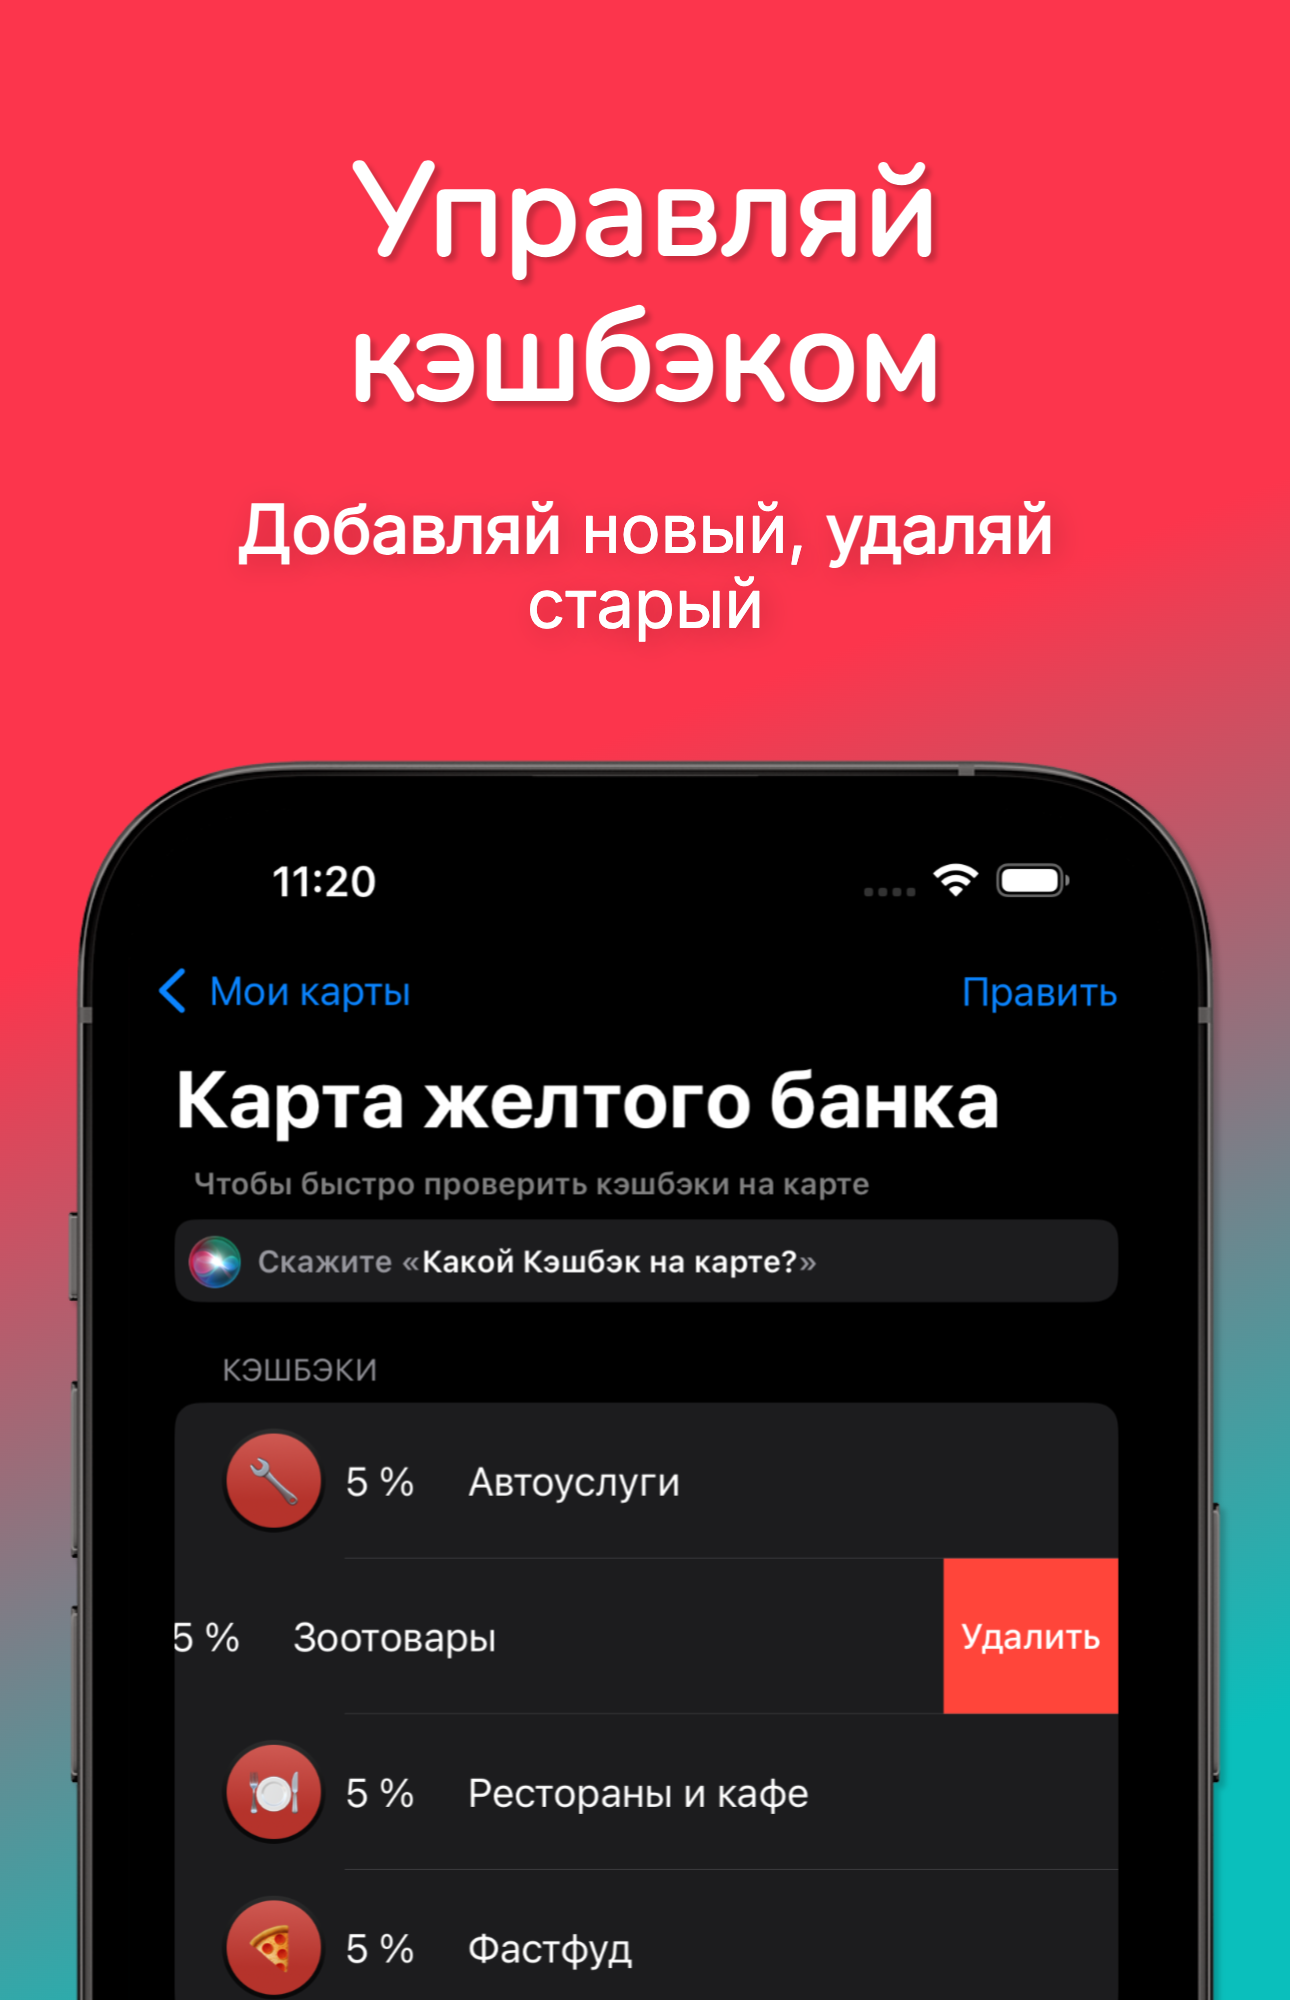 Управляй
кэшбэком
Добавляй новый, удаляй
старый
11:20
Мои карты
Править
Карта желтого банка
Чтобы быстро проверить кэшбэки на карте
Скажите «Какой Кэшбэк на карте?»
КЭШБЭКИ
5 % Автоуслуги
5 % Зоотовары Удалить
5 % Рестораны и кафе
5 % Фастфуд